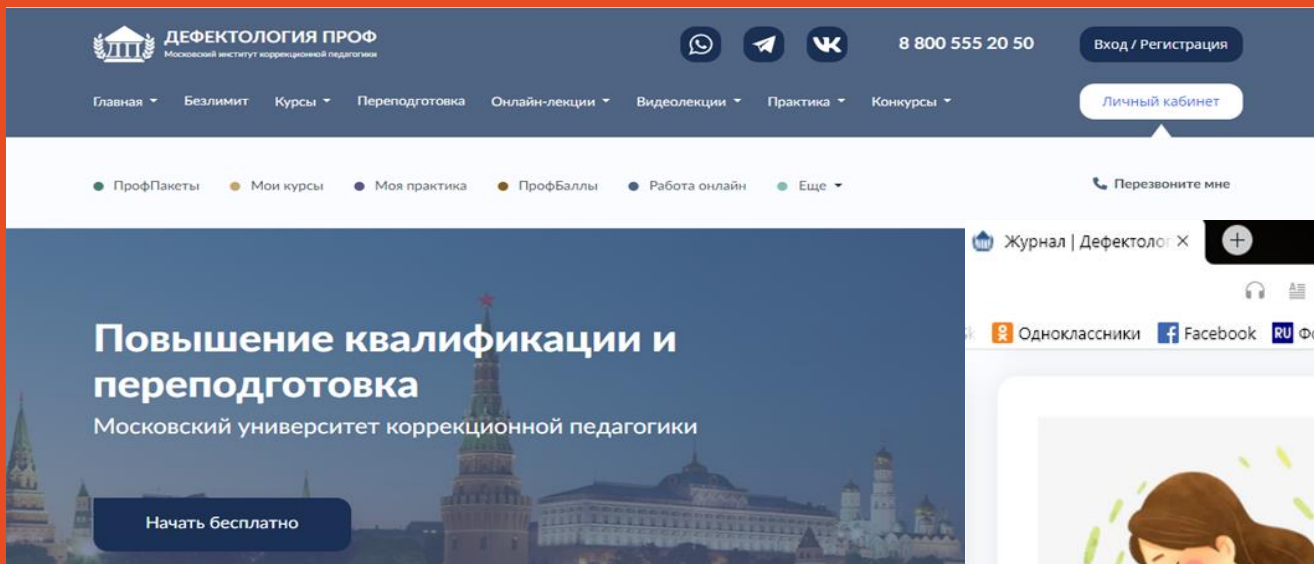 ДЕФЕКТОЛОГИЯ ПРОФ
Московский институт коррекционной педагогики
8 800 555 20 50
Вход / Регистрация
Главная
Безлимит
Курсы
Переподготовка
Онлайн-лекции
Видеолекции
Практика
Конкурсы
Личный кабинет
ПрофПакеты
Мои курсы
Моя практика
ПрофБаллы
Работа онлайн
Еще
Перезвоните мне
Журнал | Дефектолог
Одноклассники
Facebook
RU
Повышение квалификации и
переподготовка
Московский университет коррекционной педагогики
Начать бесплатно